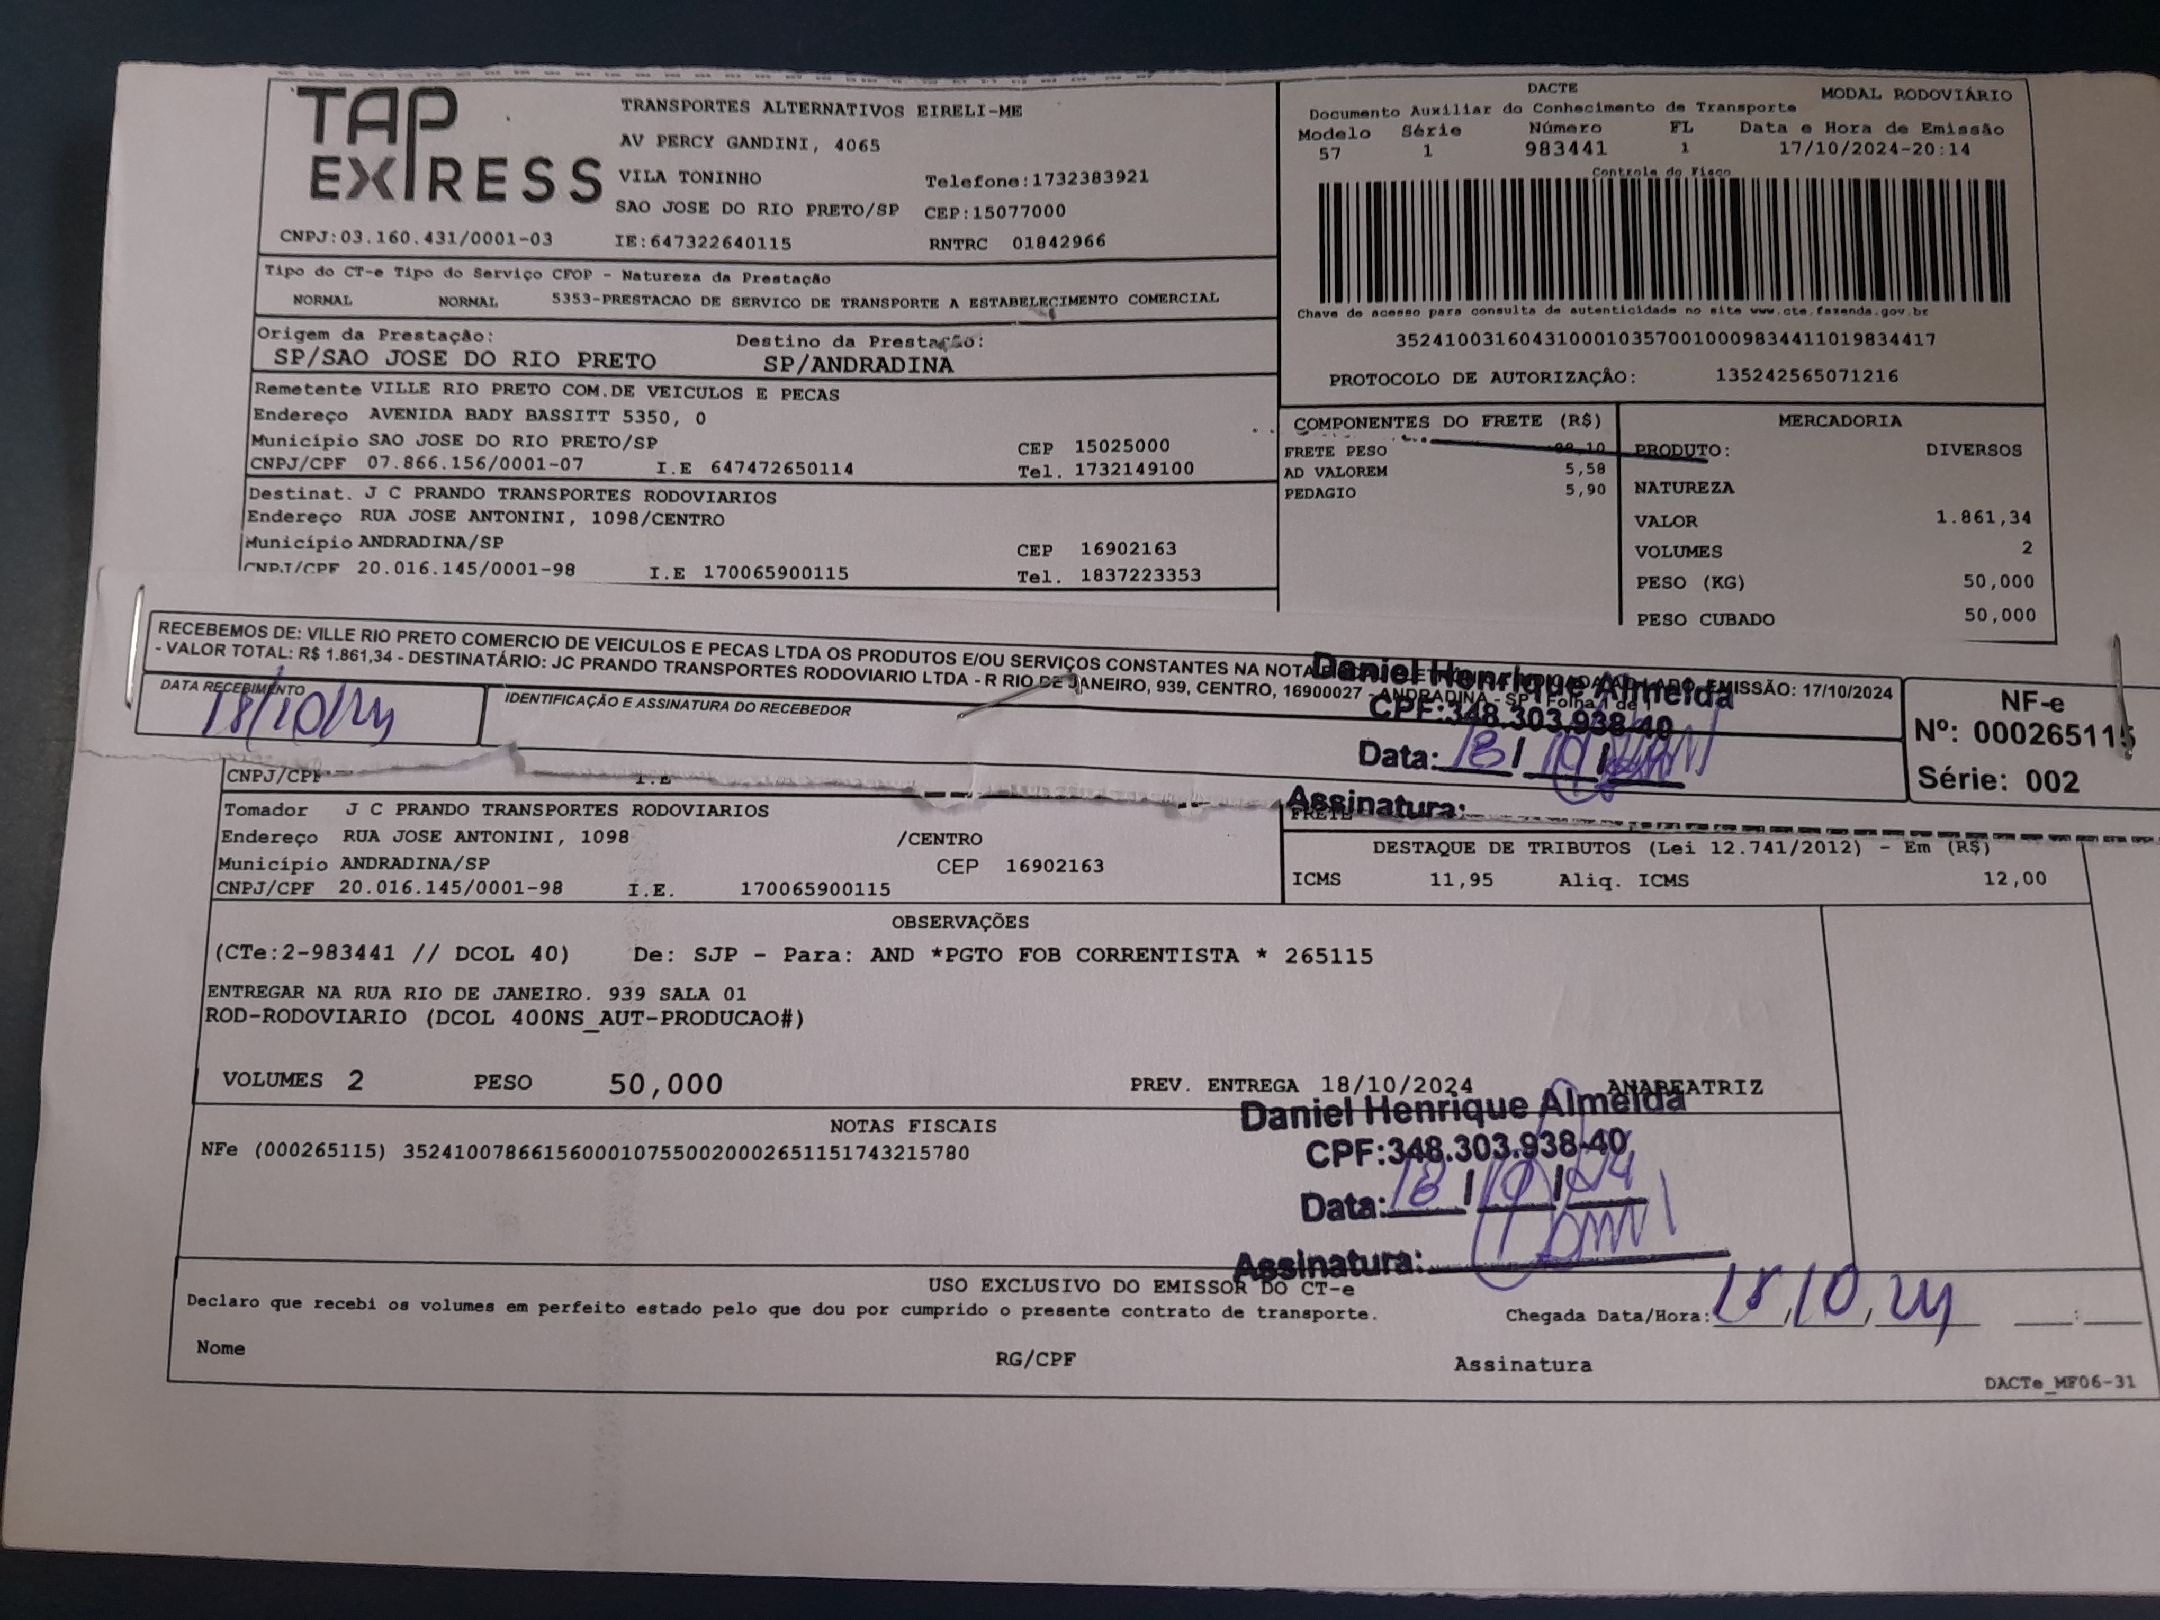 TAP
EXPRESS
TRANSPORTES ALTERNATIVOS EIRELI-ME
AV PERCY GANDINI, 4065
VILA TONINHO Telefone:1732383921
SAO JOSE DO RIO PRETO/SP CEP:15077000
CNPJ:03.160.431/0001-03 IE:647322640115 RNTRC 01842966
DACTE MODAL RODOVIÁRIO
Documento Auxiliar do Conhecimento de Transporte
Modelo Série Número FL Data e Hora de Emissão
57 1 983441 1 17/10/2024-20:14
Controle do Fisco
Chave de acesso para consulta de autenticidade no site www.cte.fazenda.gov.br
35241003160431000103570010009834411019834417
PROTOCOLO DE AUTORIZAÇÂO: 135242565071216
Tipo do CT-e Tipo do Serviço CFOP - Natureza da Prestação
NORMAL NORMAL 5353-PRESTACAO DE SERVICO DE TRANSPORTE A ESTABELECIMENTO COMERCIAL
Origem da Prestação: Destino da Prestação:
SP/SAO JOSE DO RIO PRETO SP/ANDRADINA
Remetente VILLE RIO PRETO COM.DE VEICULOS E PECAS
Endereço AVENIDA BADY BASSITT 5350, 0
Município SAO JOSE DO RIO PRETO/SP CEP 15025000
CNPJ/CPF 07.866.156/0001-07 I.E 647472650114 Tel. 1732149100
Destinat. J C PRANDO TRANSPORTES RODOVIARIOS
Endereço RUA JOSE ANTONINI, 1098/CENTRO
Município ANDRADINA/SP CEP 16902163
CNPJ/CPF 20.016.145/0001-98 I.E 170065900115 Tel. 1837223353
COMPONENTES DO FRETE (R$)
FRETE PESO
AD VALOREM 5,58
PEDAGIO 5,90
MERCADORIA
PRODUTO: DIVERSOS
NATUREZA
VALOR 1.861,34
VOLUMES 2
PESO (KG) 50,000
PESO CUBADO 50,000
RECEBEMOS DE: VILLE RIO PRETO COMERCIO DE VEICULOS E PECAS LTDA OS PRODUTOS E/OU SERVIÇOS CONSTANTES NA NOTA LADO. EMISSÃO: 17/10/2024
- VALOR TOTAL: R$ 1.861,34 - DESTINATÁRIO: JC PRANDO TRANSPORTES RODOVIARIO LTDA - R RIO DE JANEIRO, 939, CENTRO, 16900027 - ANDRADINA - SP Folha 1 de 1
DATA RECEBIMENTO
18/10/24
IDENTIFICAÇÃO E ASSINATURA DO RECEBEDOR
Daniel Henrique Almeida
CPF:348.303.938-40
Data: 18/10/
Assinatura:
NF-e
Nº: 000265115
Série: 002
CNPJ/CPF I.E
Tomador J C PRANDO TRANSPORTES RODOVIARIOS
Endereço RUA JOSE ANTONINI, 1098 /CENTRO
Município ANDRADINA/SP CEP 16902163
CNPJ/CPF 20.016.145/0001-98 I.E. 170065900115
FRETE
DESTAQUE DE TRIBUTOS (Lei 12.741/2012) - Em (R$)
ICMS 11,95 Aliq. ICMS 12,00
OBSERVAÇÕES
(CTe:2-983441 // DCOL 40) De: SJP - Para: AND *PGTO FOB CORRENTISTA * 265115
ENTREGAR NA RUA RIO DE JANEIRO. 939 SALA 01
ROD-RODOVIARIO (DCOL 400NS_AUT-PRODUCAO#)
VOLUMES 2 PESO 50,000 PREV. ENTREGA 18/10/2024 ANABEATRIZ
NOTAS FISCAIS
NFe (000265115) 35241007866156000107550020002651151743215780
Daniel Henrique Almeida
CPF:348.303.938-40
Data: 18/10/24
Assinatura:
USO EXCLUSIVO DO EMISSOR DO CT-e
Declaro que recebi os volumes em perfeito estado pelo que dou por cumprido o presente contrato de transporte. Chegada Data/Hora: 18/10/24 :
Nome RG/CPF Assinatura
DACTe_MF06-31